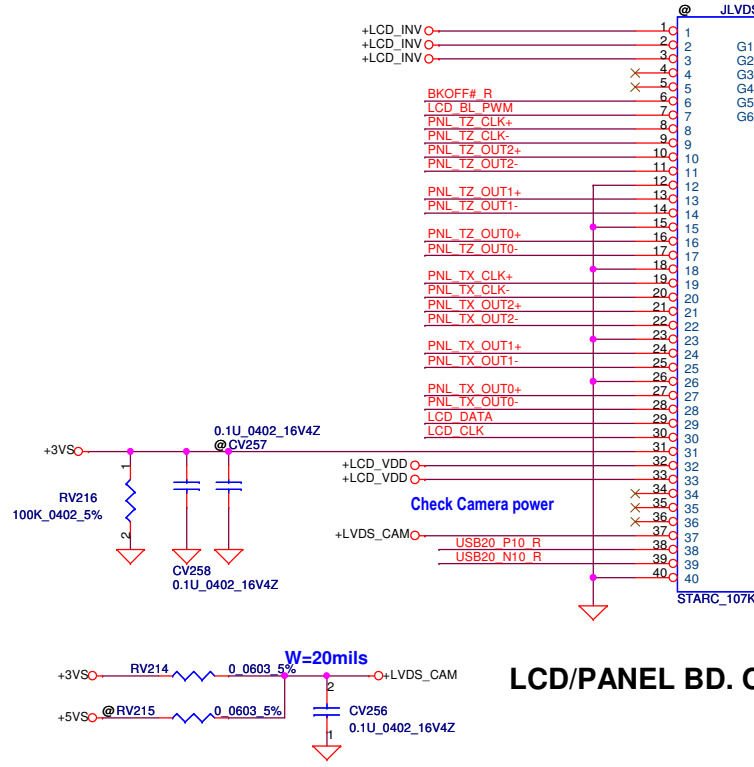 @ JLVDS
+LCD_INV 1 1
+LCD_INV 2 2 G1
+LCD_INV 3 3 G2
4 4 G3
5 5 G4
BKOFF#_R 6 6 G5
LCD_BL_PWM 7 7 G6
PNL_TZ_CLK+ 8 8
PNL_TZ_CLK- 9 9
PNL_TZ_OUT2+ 10 10
PNL_TZ_OUT2- 11 11
12 12
PNL_TZ_OUT1+ 13 13
PNL_TZ_OUT1- 14 14
15 15
PNL_TZ_OUT0+ 16 16
PNL_TZ_OUT0- 17 17
18 18
PNL_TX_CLK+ 19 19
PNL_TX_CLK- 20 20
PNL_TX_OUT2+ 21 21
PNL_TX_OUT2- 22 22
23 23
PNL_TX_OUT1+ 24 24
PNL_TX_OUT1- 25 25
26 26
PNL_TX_OUT0+ 27 27
PNL_TX_OUT0- 28 28
LCD_DATA 29 29
LCD_CLK 30 30
0.1U_0402_16V4Z
@ CV257
+3VS 31 31
+LCD_VDD 32 32
+LCD_VDD 33 33
34 34
35 35
36 36
Check Camera power
+LVDS_CAM 37 37
USB20_P10_R 38 38
USB20_N10_R 39 39
40 40
STARC_107K
1
RV216
100K_0402_5%
2
CV258
0.1U_0402_16V4Z
W=20mils
+3VS RV214 0_0603_5% +LVDS_CAM
+5VS @ RV215 0_0603_5%
2
CV256
0.1U_0402_16V4Z
1
LCD/PANEL BD. C